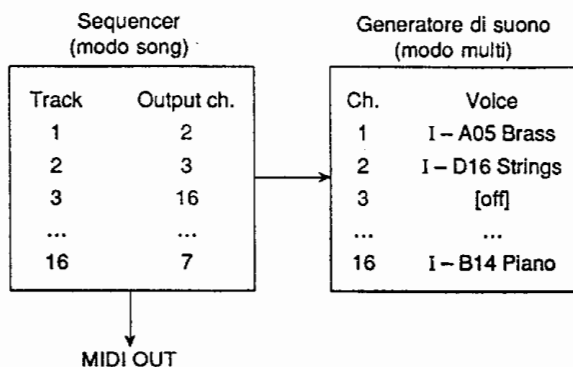 Sequencer
(modo song)
Track Output ch.
1 2
2 3
3 16
... ...
16 7
MIDI OUT
Generatore di suono
(modo multi)
Ch. Voice
1 I – A05 Brass
2 I – D16 Strings
3 [off]
... ...
16 I – B14 Piano